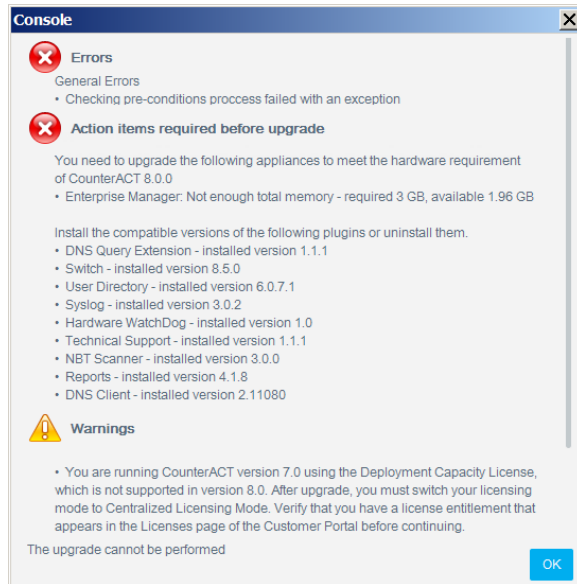 Console
Errors
General Errors
• Checking pre-conditions proccess failed with an exception
Action items required before upgrade
You need to upgrade the following appliances to meet the hardware requirement
of CounterACT 8.0.0
• Enterprise Manager: Not enough total memory - required 3 GB, available 1.96 GB
Install the compatible versions of the following plugins or uninstall them.
• DNS Query Extension - installed version 1.1.1
• Switch - installed version 8.5.0
• User Directory - installed version 6.0.7.1
• Syslog - installed version 3.0.2
• Hardware WatchDog - installed version 1.0
• Technical Support - installed version 1.1.1
• NBT Scanner - installed version 3.0.0
• Reports - installed version 4.1.8
• DNS Client - installed version 2.11080
Warnings
• You are running CounterACT version 7.0 using the Deployment Capacity License,
which is not supported in version 8.0. After upgrade, you must switch your licensing
mode to Centralized Licensing Mode. Verify that you have a license entitlement that
appears in the Licenses page of the Customer Portal before continuing.
The upgrade cannot be performed
OK